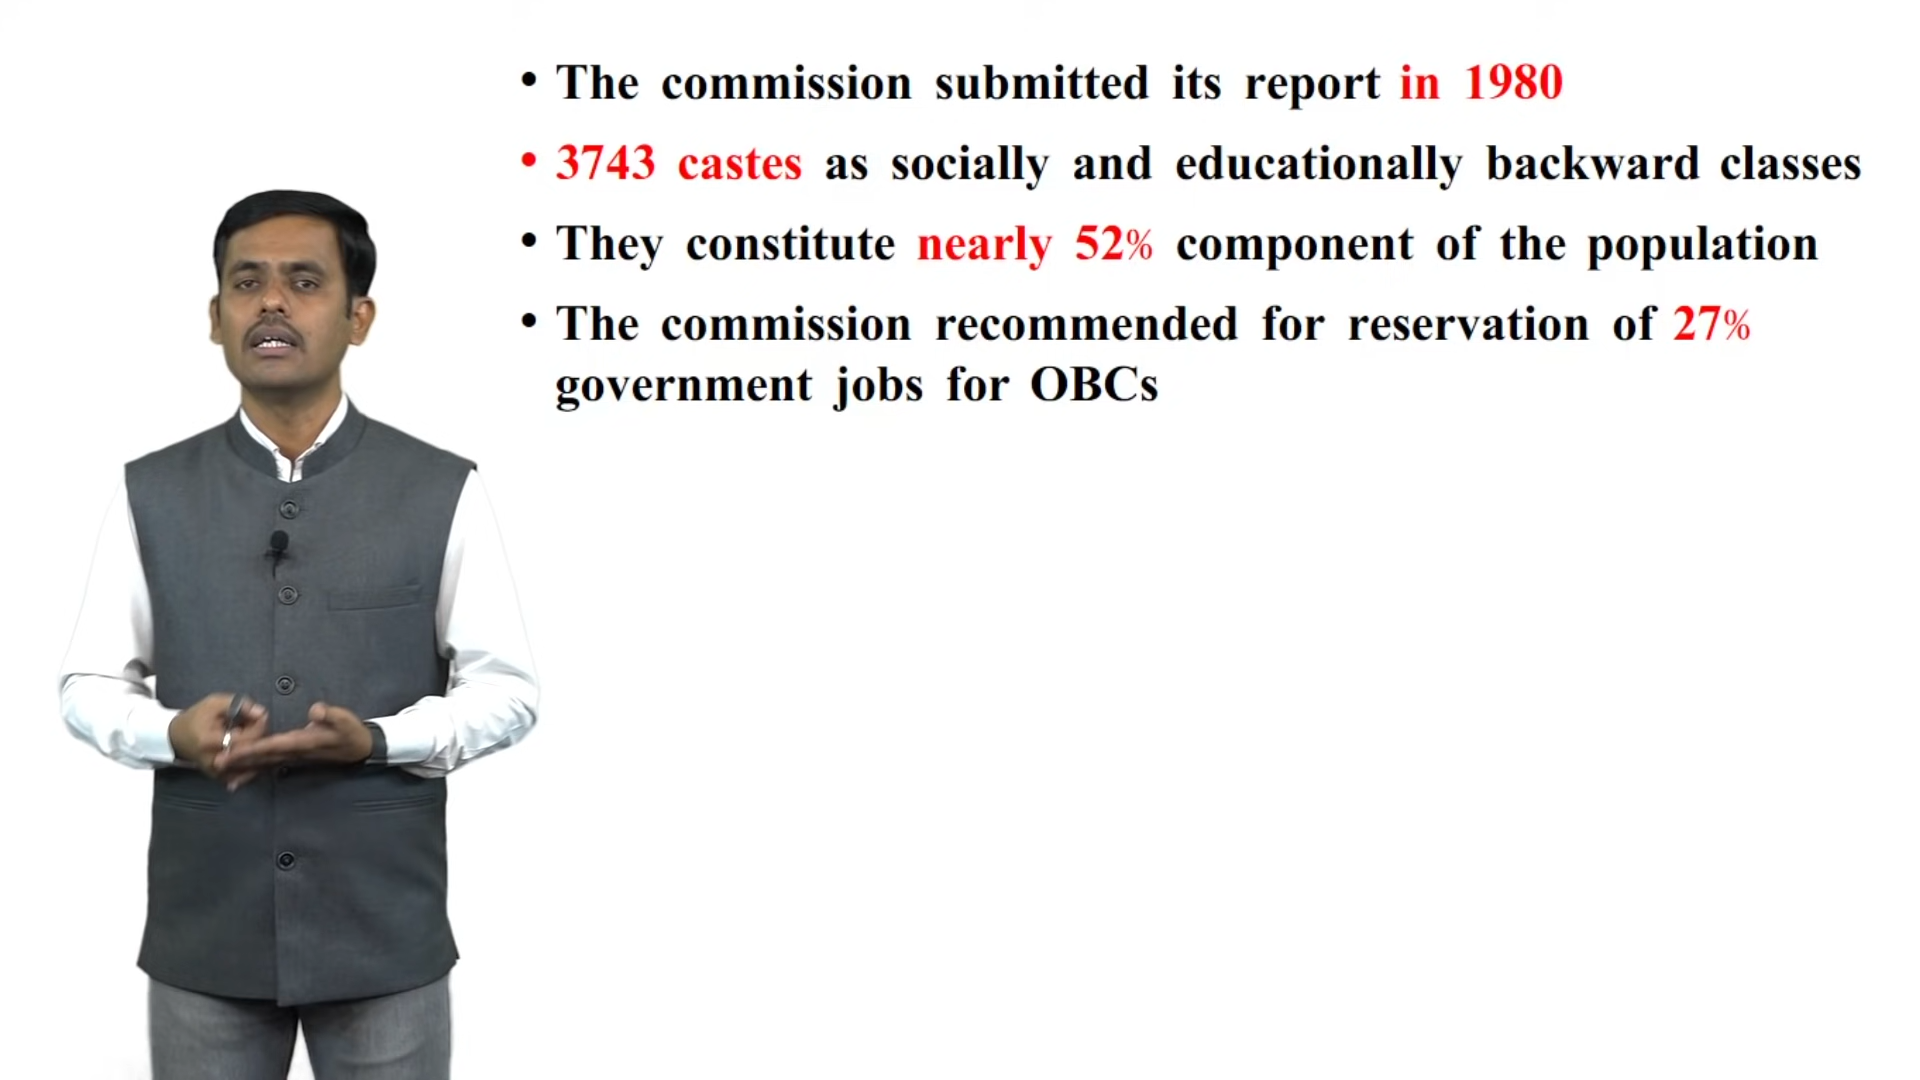 • The commission submitted its report in 1980
• 3743 castes as socially and educationally backward classes
• They constitute nearly 52% component of the population
• The commission recommended for reservation of 27%
government jobs for OBCs